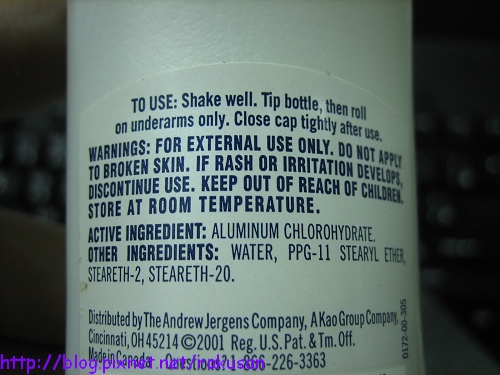 TO USE: Shake well. Tip bottle, then roll
on underarms only. Close cap tightly after use.
WARNINGS: FOR EXTERNAL USE ONLY. DO NOT APPLY
TO BROKEN SKIN. IF RASH OR IRRITATION DEVELOPS,
DISCONTINUE USE. KEEP OUT OF REACH OF CHILDREN.
STORE AT ROOM TEMPERATURE.
ACTIVE INGREDIENT: ALUMINUM CHLOROHYDRATE.
OTHER INGREDIENTS: WATER, PPG-11 STEARYL ETHER,
STEARETH-2, STEARETH-20.
Distributed by The Andrew Jergens Company, A Kao Group Company,
Cincinnati, OH 45214 ©2001 Reg. U.S. Pat. & Tm. Off.
Made in Canada 226-3363
0172-00-305